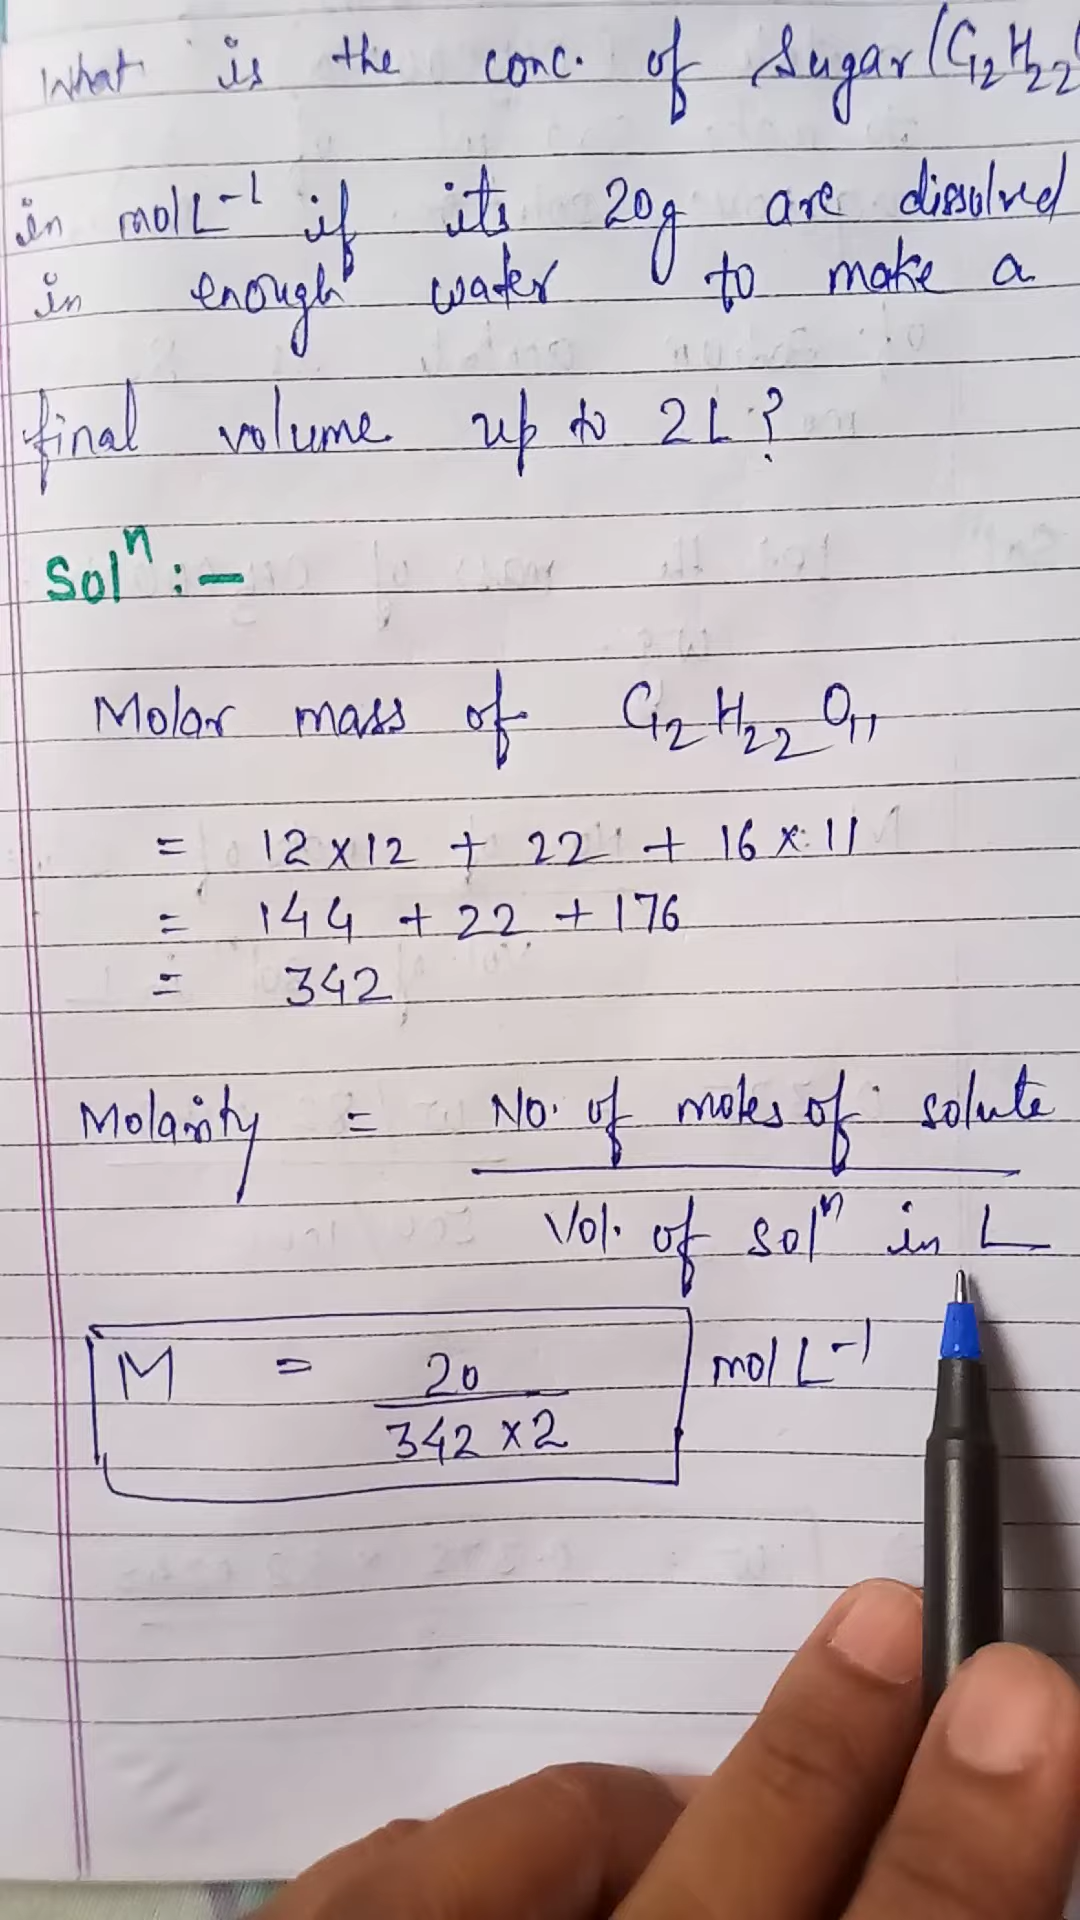 What is the conc. of Sugar (C₁₂H₂₂
in mol L⁻¹ if its 20g are dissolved
in enough water to make a
final volume up to 2L?
Solⁿ :-
Molar mass of C₁₂H₂₂O₁₁
= 12×12 + 22 + 16×11
= 144 + 22 + 176
= 342
Molarity = No. of moles of solute
Vol. of solⁿ in L
M = 20 mol L⁻¹
342 × 2